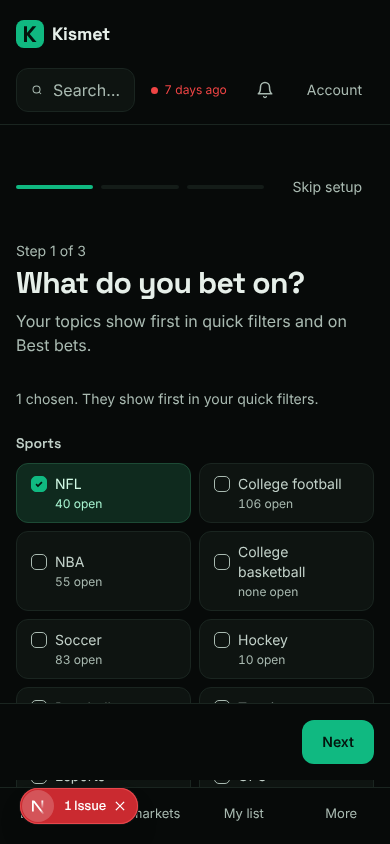 Kismet
Search...
7 days ago
Account
Skip setup
Step 1 of 3
What do you bet on?
Your topics show first in quick filters and on
Best bets.
1 chosen. They show first in your quick filters.
Sports
NFL
40 open
College football
106 open
NBA
55 open
College
basketball
none open
Soccer
83 open
Hockey
10 open
Next
1 Issue
My list
More